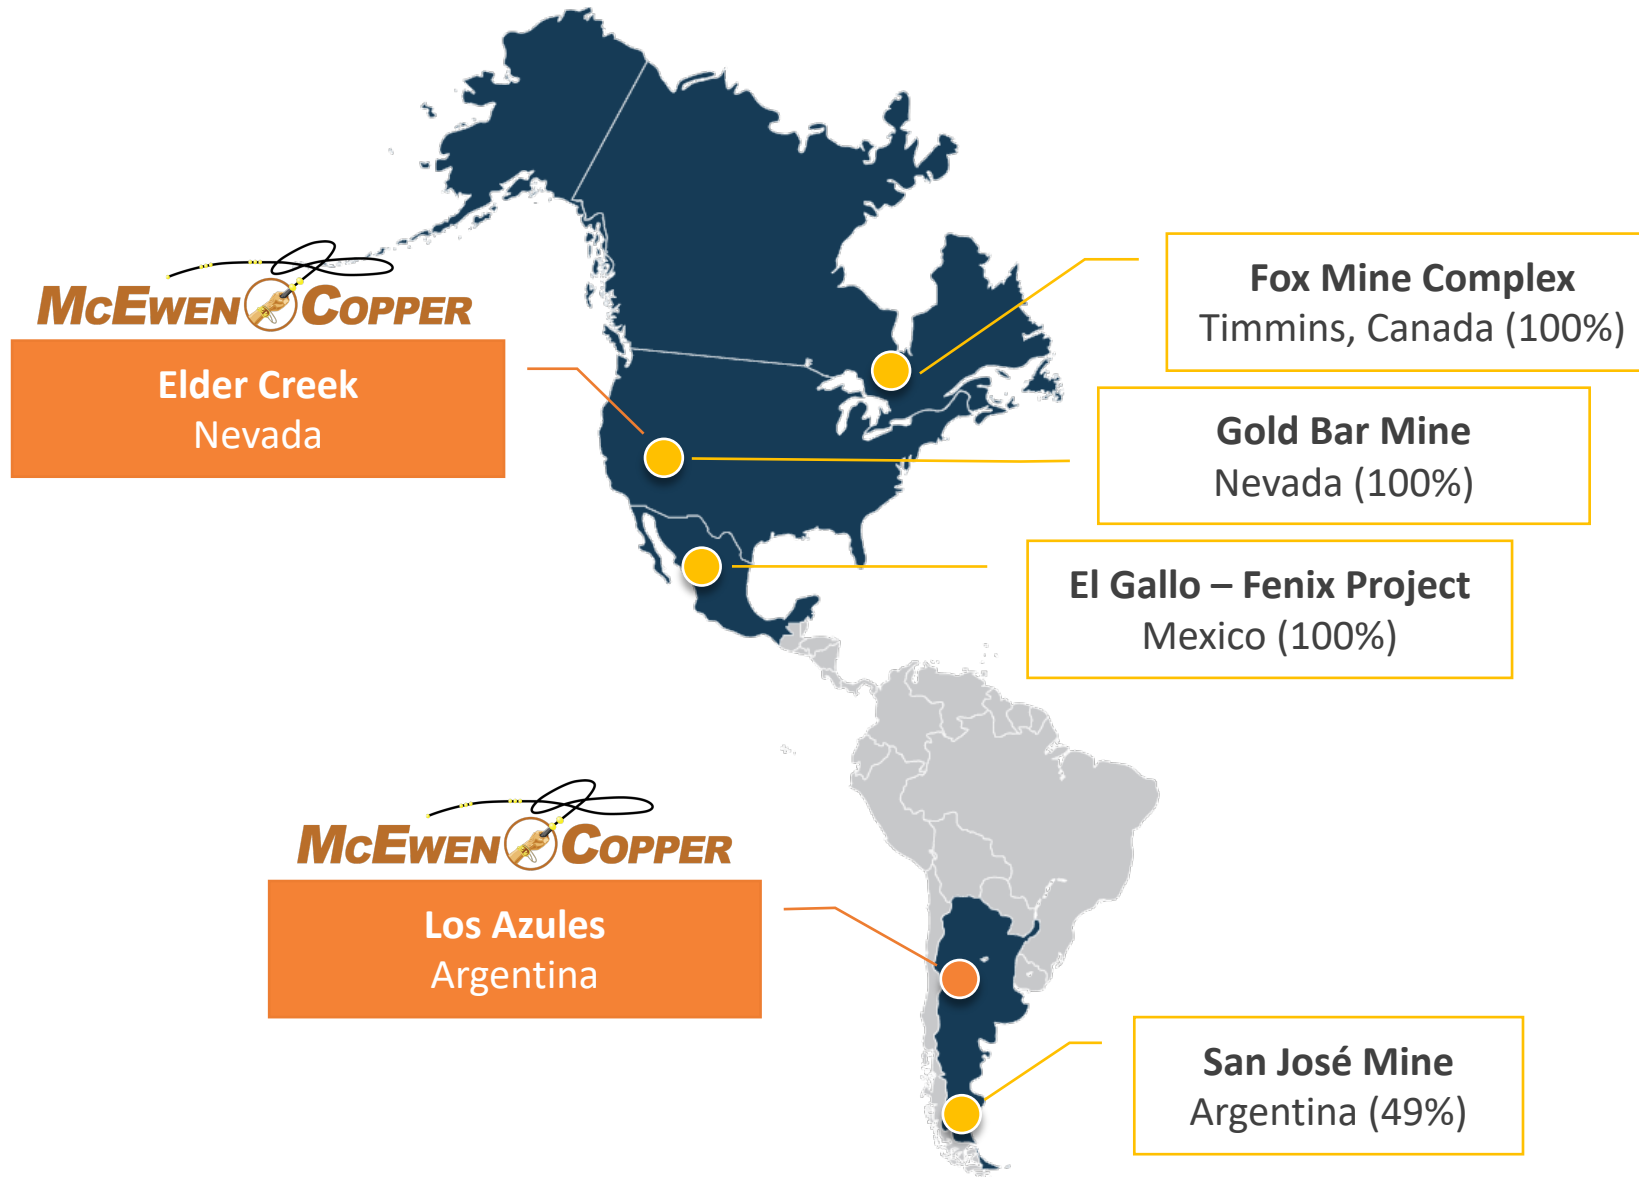 McEwen Copper
Elder Creek
Nevada
Fox Mine Complex
Timmins, Canada (100%)
Gold Bar Mine
Nevada (100%)
El Gallo – Fenix Project
Mexico (100%)
McEwen Copper
Los Azules
Argentina
San José Mine
Argentina (49%)